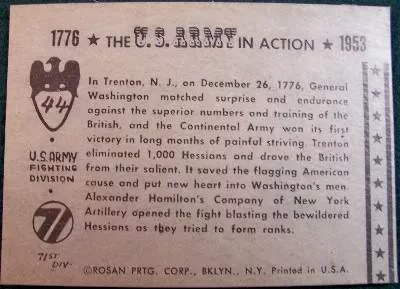 1776 ★ THE U.S. ARMY IN ACTION ★ 1953
44
U.S. ARMY
FIGHTING
DIVISION
71
71ST
DIV.
In Trenton, N. J., on December 26, 1776, General
Washington matched surprise and endurance
against the superior numbers and training of the
British, and the Continental Army won its first
victory in long months of painful striving. Trenton
eliminated 1,000 Hessians and drove the British
from their salient. It saved the flagging American
cause and put new heart into Washington's men.
Alexander Hamilton's Company of New York
Artillery opened the fight blasting the bewildered
Hessians as they tried to form ranks.
©ROSAN PRTG. CORP., BKLYN., N.Y. Printed in U.S.A.